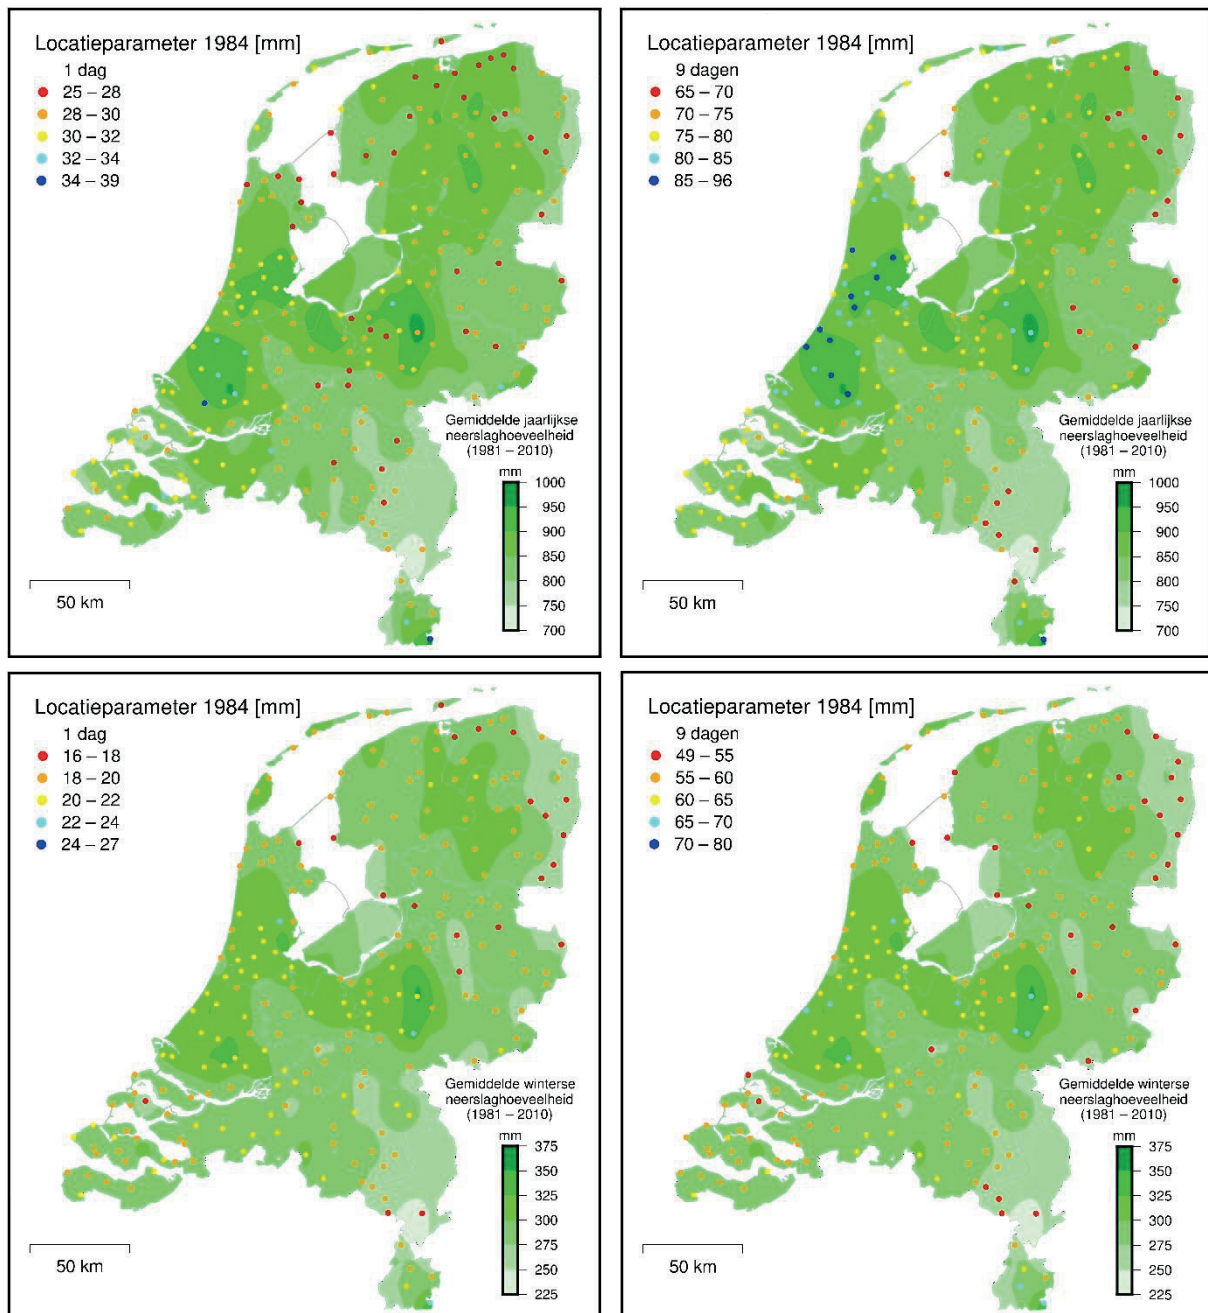 Locatieparameter 1984 [mm]
1 dag
25 – 28
28 – 30
30 – 32
32 – 34
34 – 39
Gemiddelde jaarlijkse
neerslaghoeveelheid
(1981 – 2010)
mm
1000
950
900
850
800
750
700
50 km
Locatieparameter 1984 [mm]
9 dagen
65 – 70
70 – 75
75 – 80
80 – 85
85 – 96
Gemiddelde jaarlijkse
neerslaghoeveelheid
(1981 – 2010)
mm
1000
950
900
850
800
750
700
50 km
Locatieparameter 1984 [mm]
1 dag
16 – 18
18 – 20
20 – 22
22 – 24
24 – 27
Gemiddelde winterse
neerslaghoeveelheid
(1981 – 2010)
mm
375
350
325
300
275
250
225
50 km
Locatieparameter 1984 [mm]
9 dagen
49 – 55
55 – 60
60 – 65
65 – 70
70 – 80
Gemiddelde winterse
neerslaghoeveelheid
(1981 – 2010)
mm
375
350
325
300
275
250
225
50 km